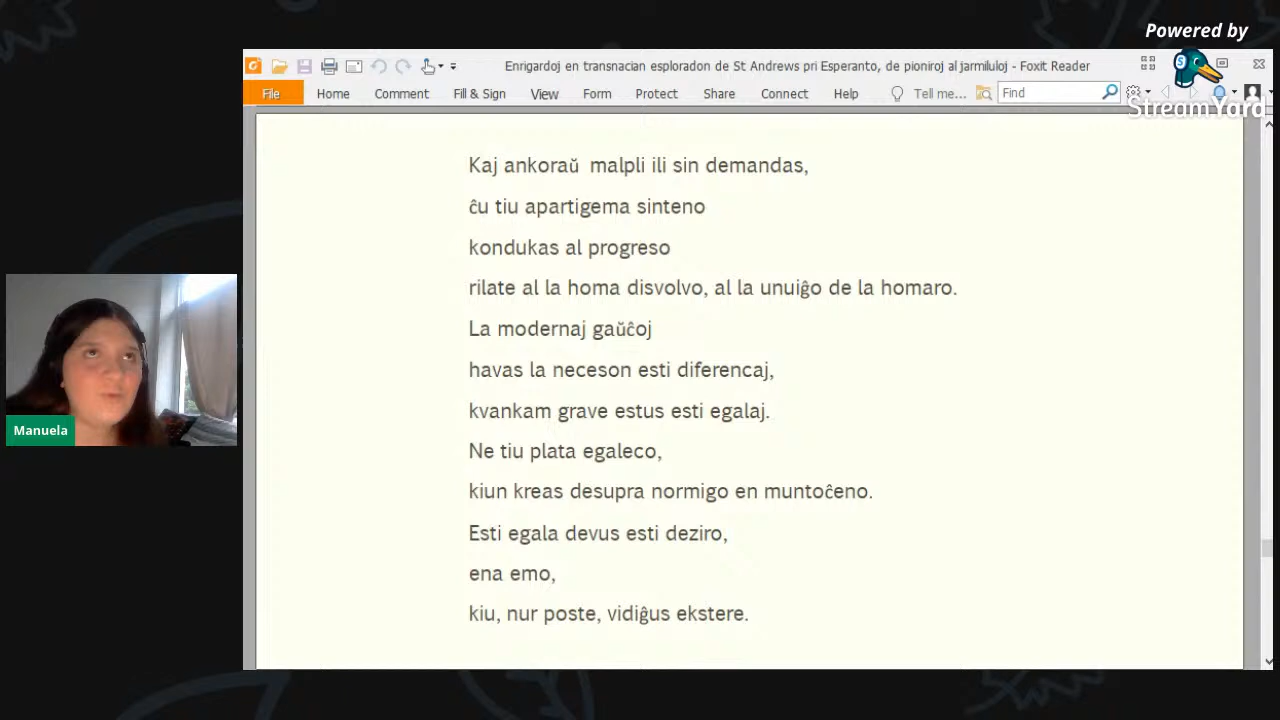 Powered by
StreamYard
Enrigardoj en transnacian esploradon de St Andrews pri Esperanto, de pioniroj al jarmiluloj - Foxit Reader
File Home Comment Fill & Sign View Form Protect Share Connect Help Tell me... Find
Kaj ankoraŭ malpli ili sin demandas,
ĉu tiu apartigema sinteno
kondukas al progreso
rilate al la homa disvolvo, al la unuiĝo de la homaro.
La modernaj gaŭĉoj
havas la neceson esti diferencaj,
kvankam grave estus esti egalaj.
Ne tiu plata egaleco,
kiun kreas desupra normigo en muntoĉeno.
Esti egala devus esti deziro,
ena emo,
kiu, nur poste, vidiĝus ekstere.
Manuela